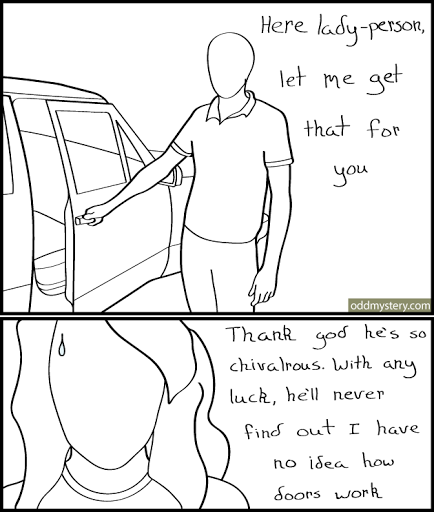 Here lady-person,
let me get
that for
you
oddmystery.com
Thank god he's so
chivalrous. With any
luck, he'll never
find out I have
no idea how
doors work